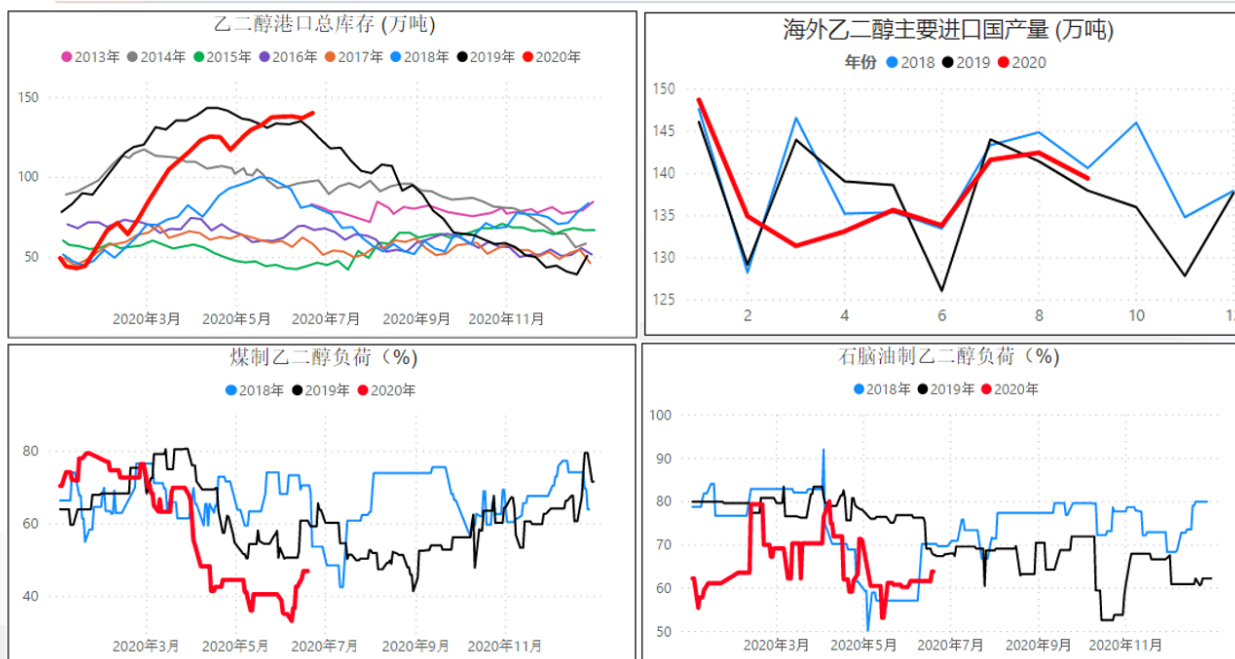 乙二醇港口总库存 (万吨)
2013年 2014年 2015年 2016年 2017年 2018年 2019年 2020年
150
100
50
2020年3月 2020年5月 2020年7月 2020年9月 2020年11月
海外乙二醇主要进口国产量 (万吨)
年份 2018 2019 2020
150
145
140
135
130
125
2 4 6 8 10 12
煤制乙二醇负荷（%)
2018年 2019年 2020年
80
60
40
2020年3月 2020年5月 2020年7月 2020年9月 2020年11月
石脑油制乙二醇负荷（%)
2018年 2019年 2020年
100
90
80
70
60
50
2020年3月 2020年5月 2020年7月 2020年9月 2020年11月